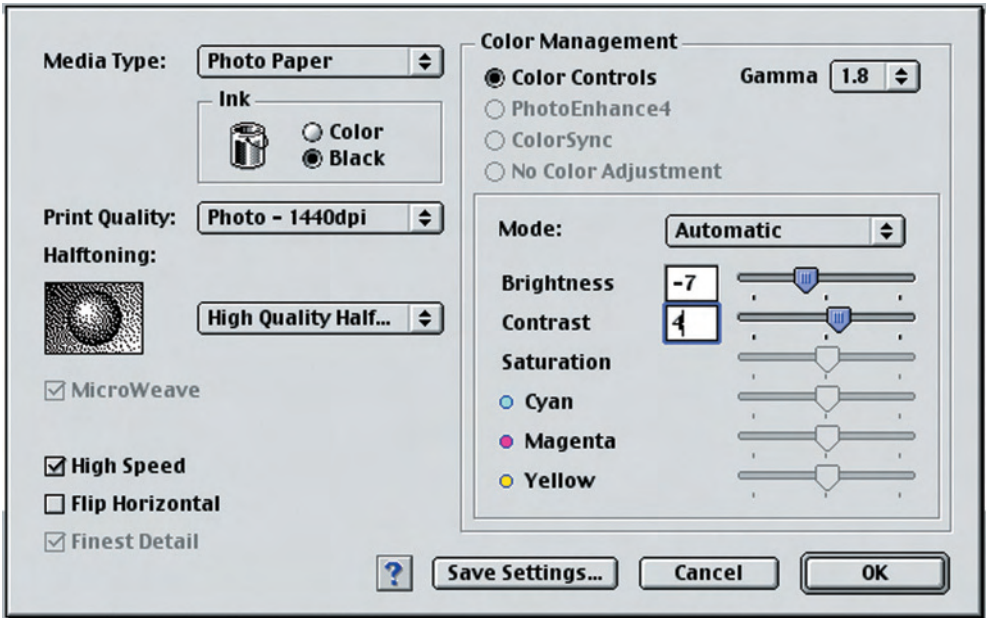 Media Type: Photo Paper
Ink
Color
Black
Print Quality: Photo - 1440dpi
Halftoning:
High Quality Half...
MicroWeave
High Speed
Flip Horizontal
Finest Detail
Color Management
Color Controls Gamma 1.8
PhotoEnhance4
ColorSync
No Color Adjustment
Mode: Automatic
Brightness -7
Contrast 4
Saturation
Cyan
Magenta
Yellow
? Save Settings... Cancel OK